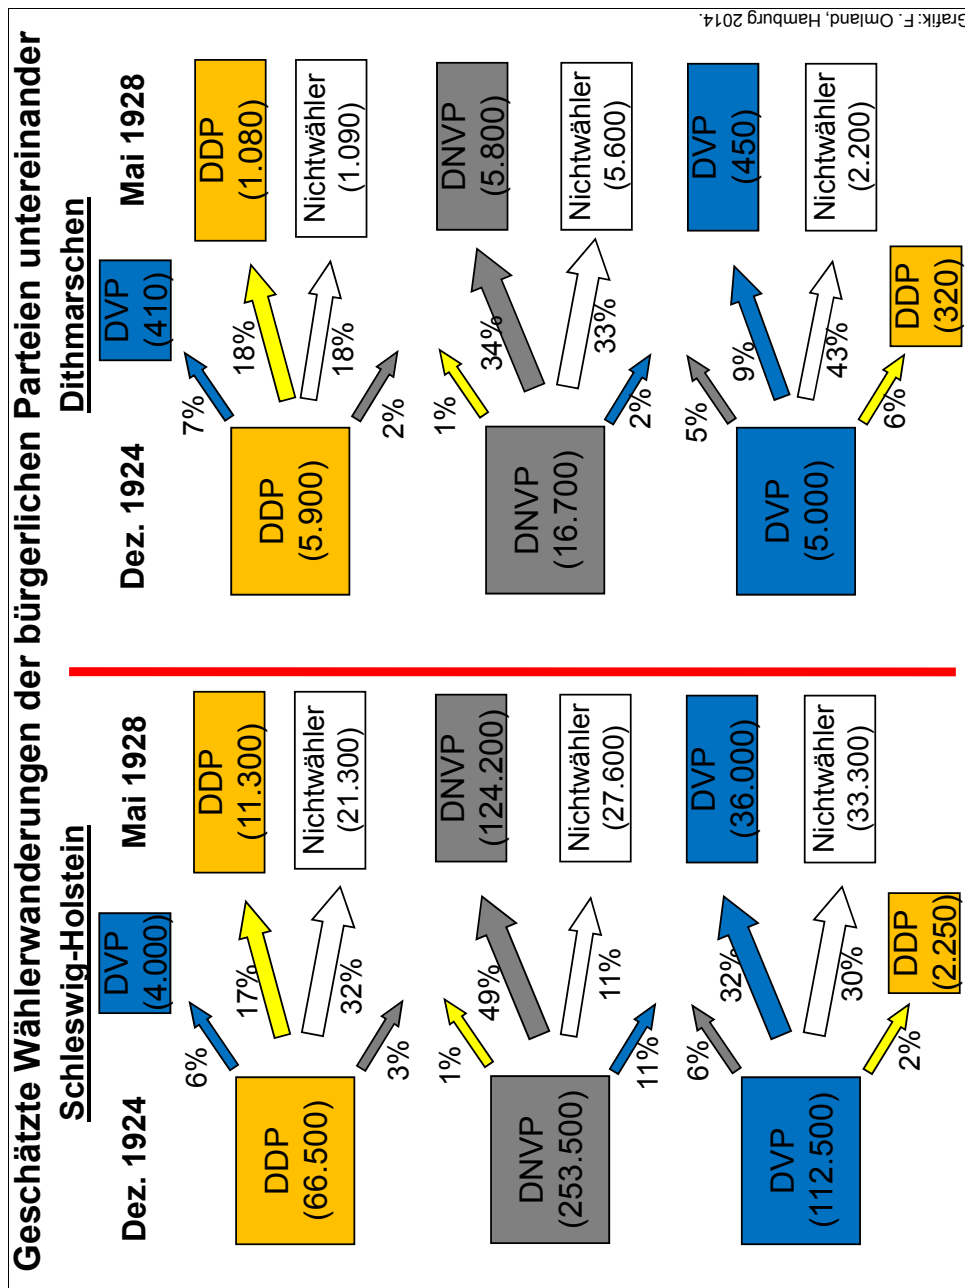 Geschätzte Wählerwanderungen der bürgerlichen Parteien untereinander
Schleswig-Holstein
Dez. 1924
Mai 1928
DVP
(4.000)
6%
DDP
(66.500)
17%
DDP
(11.300)
32%
Nichtwähler
(21.300)
3%
1%
DNVP
(253.500)
49%
DNVP
(124.200)
11%
Nichtwähler
(27.600)
11%
6%
DVP
(112.500)
32%
DVP
(36.000)
30%
Nichtwähler
(33.300)
2%
DDP
(2.250)
Dithmarschen
Dez. 1924
Mai 1928
DVP
(410)
7%
DDP
(5.900)
18%
DDP
(1.080)
18%
Nichtwähler
(1.090)
2%
1%
DNVP
(16.700)
34%
DNVP
(5.800)
33%
Nichtwähler
(5.600)
2%
5%
DVP
(5.000)
9%
DVP
(450)
43%
Nichtwähler
(2.200)
6%
DDP
(320)
Grafik: F. Omland, Hamburg 2014.